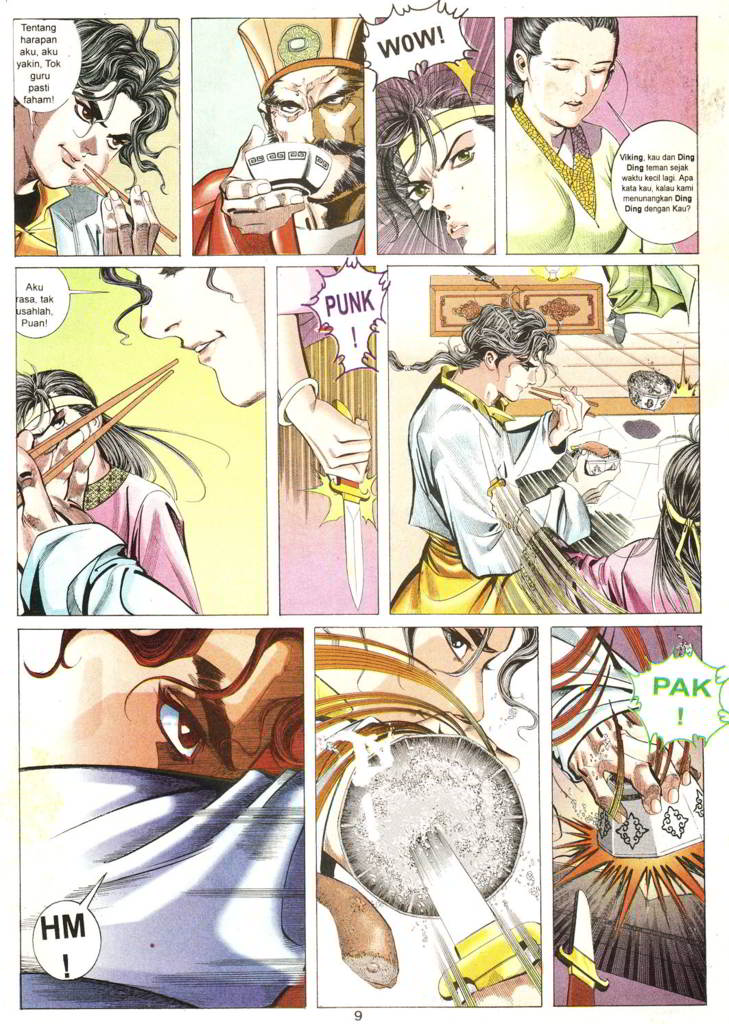 Tentang
harapan
aku, aku
yakin, Tok
guru
pasti
faham!
WOW!
Viking, kau dan Ding
Ding teman sejak
waktu kecil lagi. Apa
kata kau, kalau kami
menunangkan Ding
Ding dengan Kau?
Aku
rasa, tak
usahlah,
Puan!
PUNK
!
HM
!
PAK
!
9